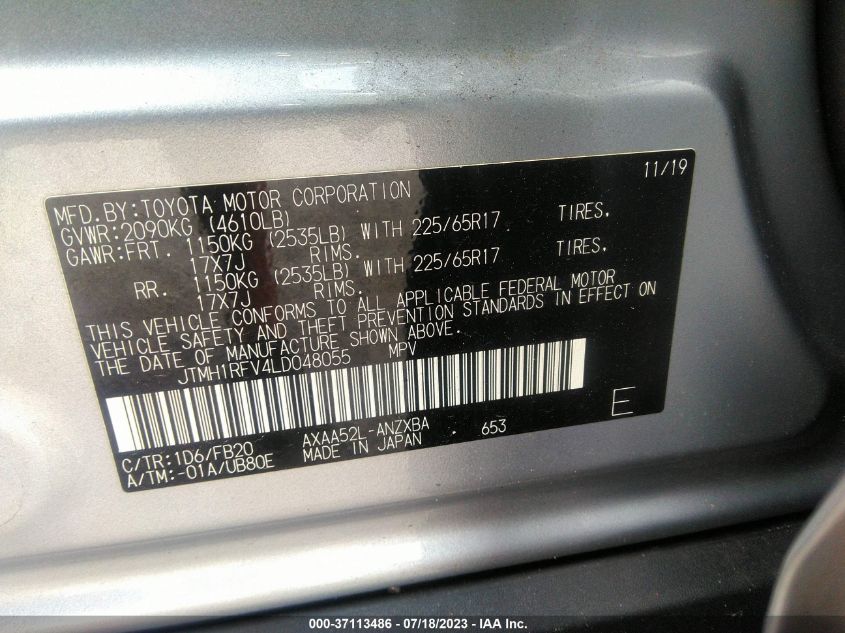 11/19
MFD.BY:TOYOTA MOTOR CORPORATION
GVWR:2090KG (4610LB)
GAWR:FRT. 1150KG (2535LB) WITH 225/65R17 TIRES.
17X7J RIMS.
RR. 1150KG (2535LB) WITH 225/65R17 TIRES.
17X7J RIMS.
THIS VEHICLE CONFORMS TO ALL APPLICABLE FEDERAL MOTOR
VEHICLE SAFETY AND THEFT PREVENTION STANDARDS IN EFFECT ON
THE DATE OF MANUFACTURE SHOWN ABOVE.
JTMH1RFV4LD048055 MPV
C/TR:1D6/FB20 AXAA52L-ANZXBA . 653
A/TM:-01A/UB80E MADE IN JAPAN
E
000-37113486 - 07/18/2023 - IAA Inc.